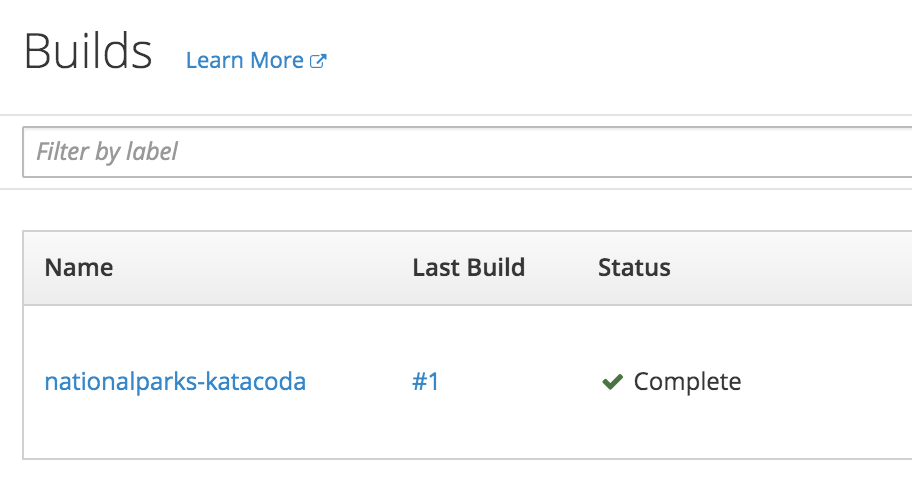 Builds Learn More
Filter by label
Name Last Build Status
nationalparks-katacoda #1 Complete